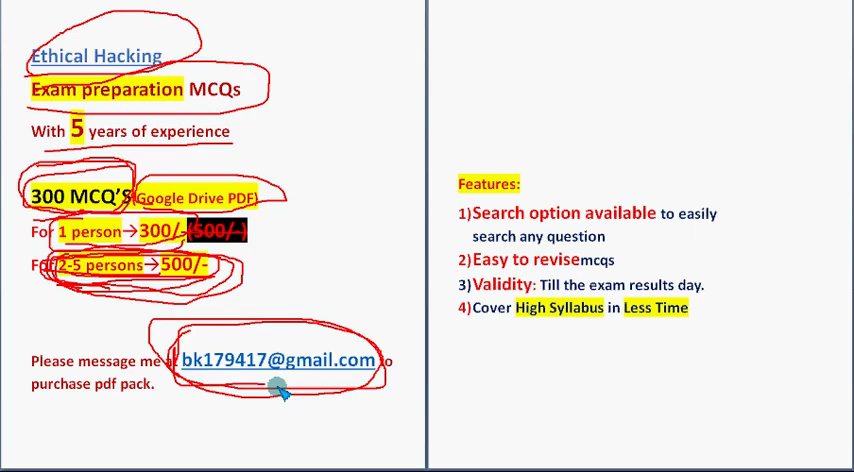 Ethical Hacking
Exam preparation MCQs
With 5 years of experience
300 MCQ'S(Google Drive PDF)
For 1 person→300/-(500/-)
For 2-5 persons→500/-
Please message me at bk179417@gmail.com to
purchase pdf pack.
Features:
1)Search option available to easily
search any question
2)Easy to revisemcqs
3)Validity: Till the exam results day.
4)Cover High Syllabus in Less Time